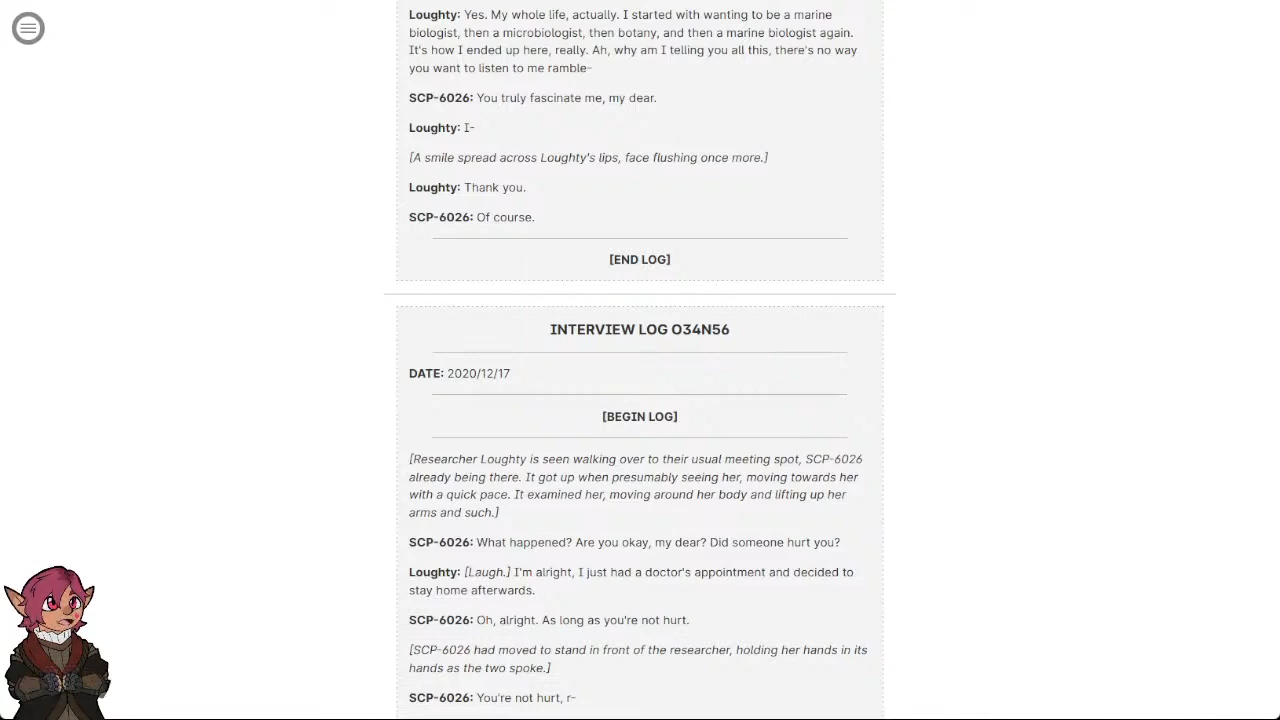 Loughty: Yes. My whole life, actually. I started with wanting to be a marine
biologist, then a microbiologist, then botany, and then a marine biologist again.
It's how I ended up here, really. Ah, why am I telling you all this, there's no way
you want to listen to me ramble-
SCP-6026: You truly fascinate me, my dear.
Loughty: I-
[A smile spread across Loughty's lips, face flushing once more.]
Loughty: Thank you.
SCP-6026: Of course.
[END LOG]
INTERVIEW LOG O34N56
DATE: 2020/12/17
[BEGIN LOG]
[Researcher Loughty is seen walking over to their usual meeting spot, SCP-6026
already being there. It got up when presumably seeing her, moving towards her
with a quick pace. It examined her, moving around her body and lifting up her
arms and such.]
SCP-6026: What happened? Are you okay, my dear? Did someone hurt you?
Loughty: [Laugh.] I'm alright, I just had a doctor's appointment and decided to
stay home afterwards.
SCP-6026: Oh, alright. As long as you're not hurt.
[SCP-6026 had moved to stand in front of the researcher, holding her hands in its
hands as the two spoke.]
SCP-6026: You're not hurt,